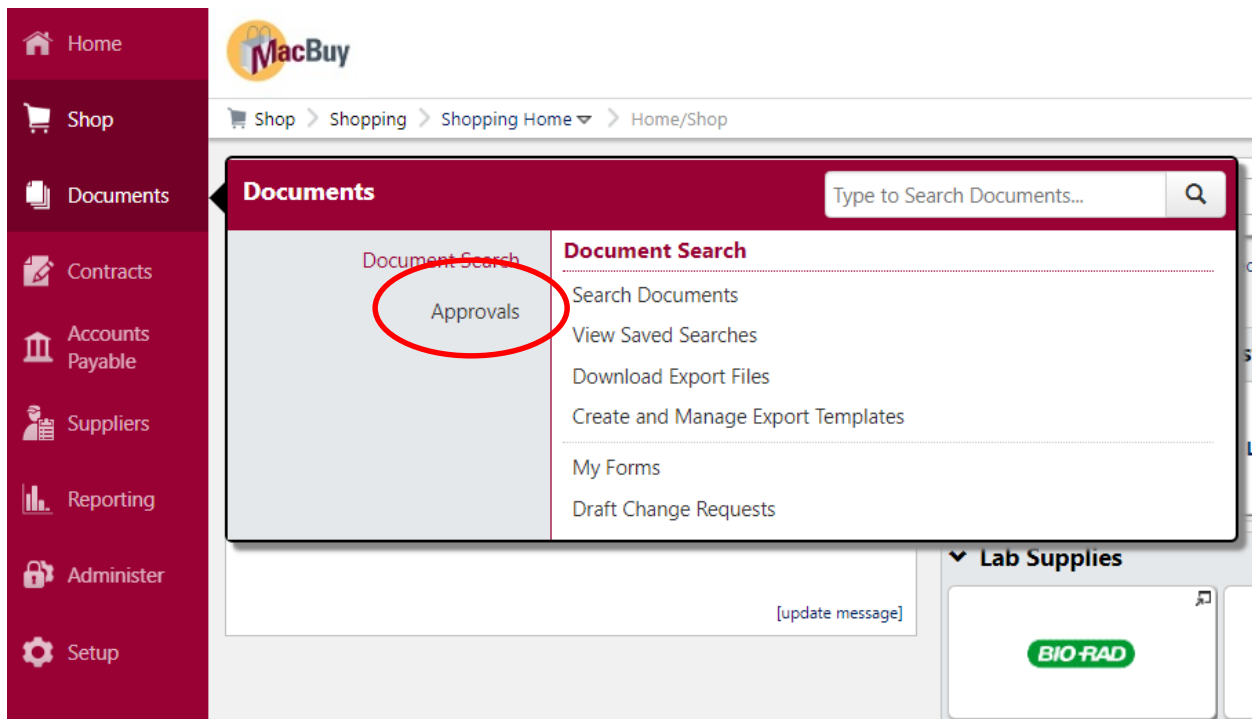 Home
Shop
Documents
Contracts
Accounts
Payable
Suppliers
Reporting
Administer
Setup
MacBuy
Shop > Shopping > Shopping Home > Home/Shop
Documents
Type to Search Documents...
Document Search
Approvals
Document Search
Search Documents
View Saved Searches
Download Export Files
Create and Manage Export Templates
My Forms
Draft Change Requests
[update message]
Lab Supplies
BIO-RAD